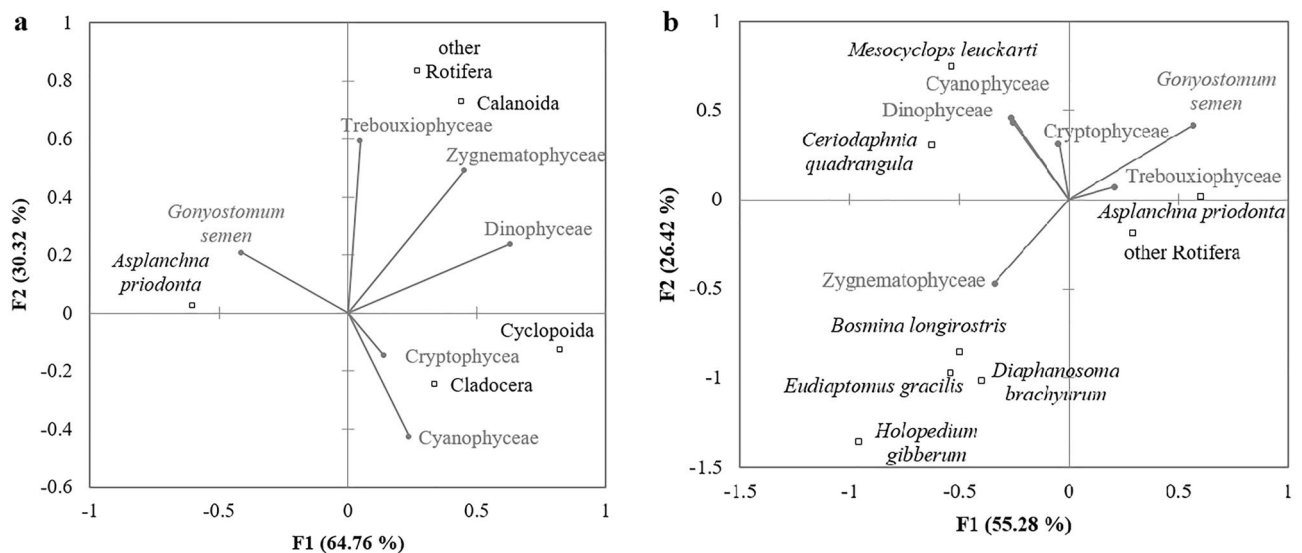 a
1
0.8
0.6
0.4
0.2
0
-0.2
-0.4
-0.6
-1
-0.5
0
0.5
1
F2 (30.32 %)
F1 (64.76 %)
other
Rotifera
Calanoida
Trebouxiophyceae
Zygnematophyceae
Gonyostomum
semen
Dinophyceae
Asplanchna
priodonta
Cyclopoida
Cryptophycea
Cladocera
Cyanophyceae
b
1
0.5
0
-0.5
-1
-1.5
-1.5
-1
-0.5
0
0.5
1
F2 (26.42 %)
F1 (55.28 %)
Mesocyclops leuckarti
Cyanophyceae
Gonyostomum
semen
Dinophyceae
Cryptophyceae
Ceriodaphnia
quadrangula
Trebouxiophyceae
Asplanchna priodonta
other Rotifera
Zygnematophyceae
Bosmina longirostris
Eudiaptomus gracilis
Diaphanosoma
brachyurum
Holopedium
gibberum